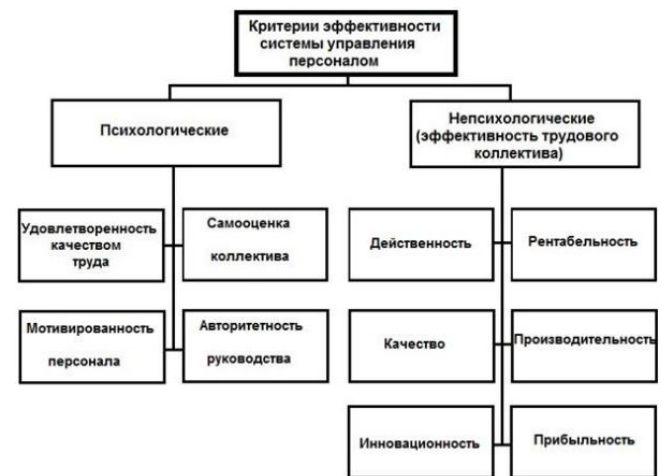 Критерии эффективности
системы управления
персоналом
Психологические
Непсихологические
(эффективность трудового
коллектива)
Удовлетворенность
качеством
труда
Самооценка
коллектива
Действенность
Рентабельность
Мотивированность
персонала
Авторитетность
руководства
Качество
Производительность
Инновационность
Прибыльность